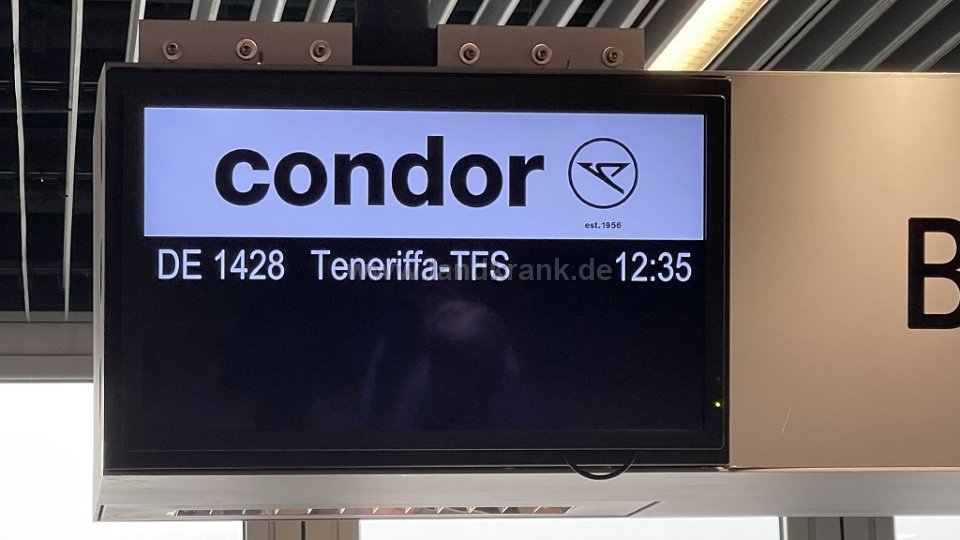 condor
est. 1956
DE 1428 Teneriffa-TFS 12:35
B